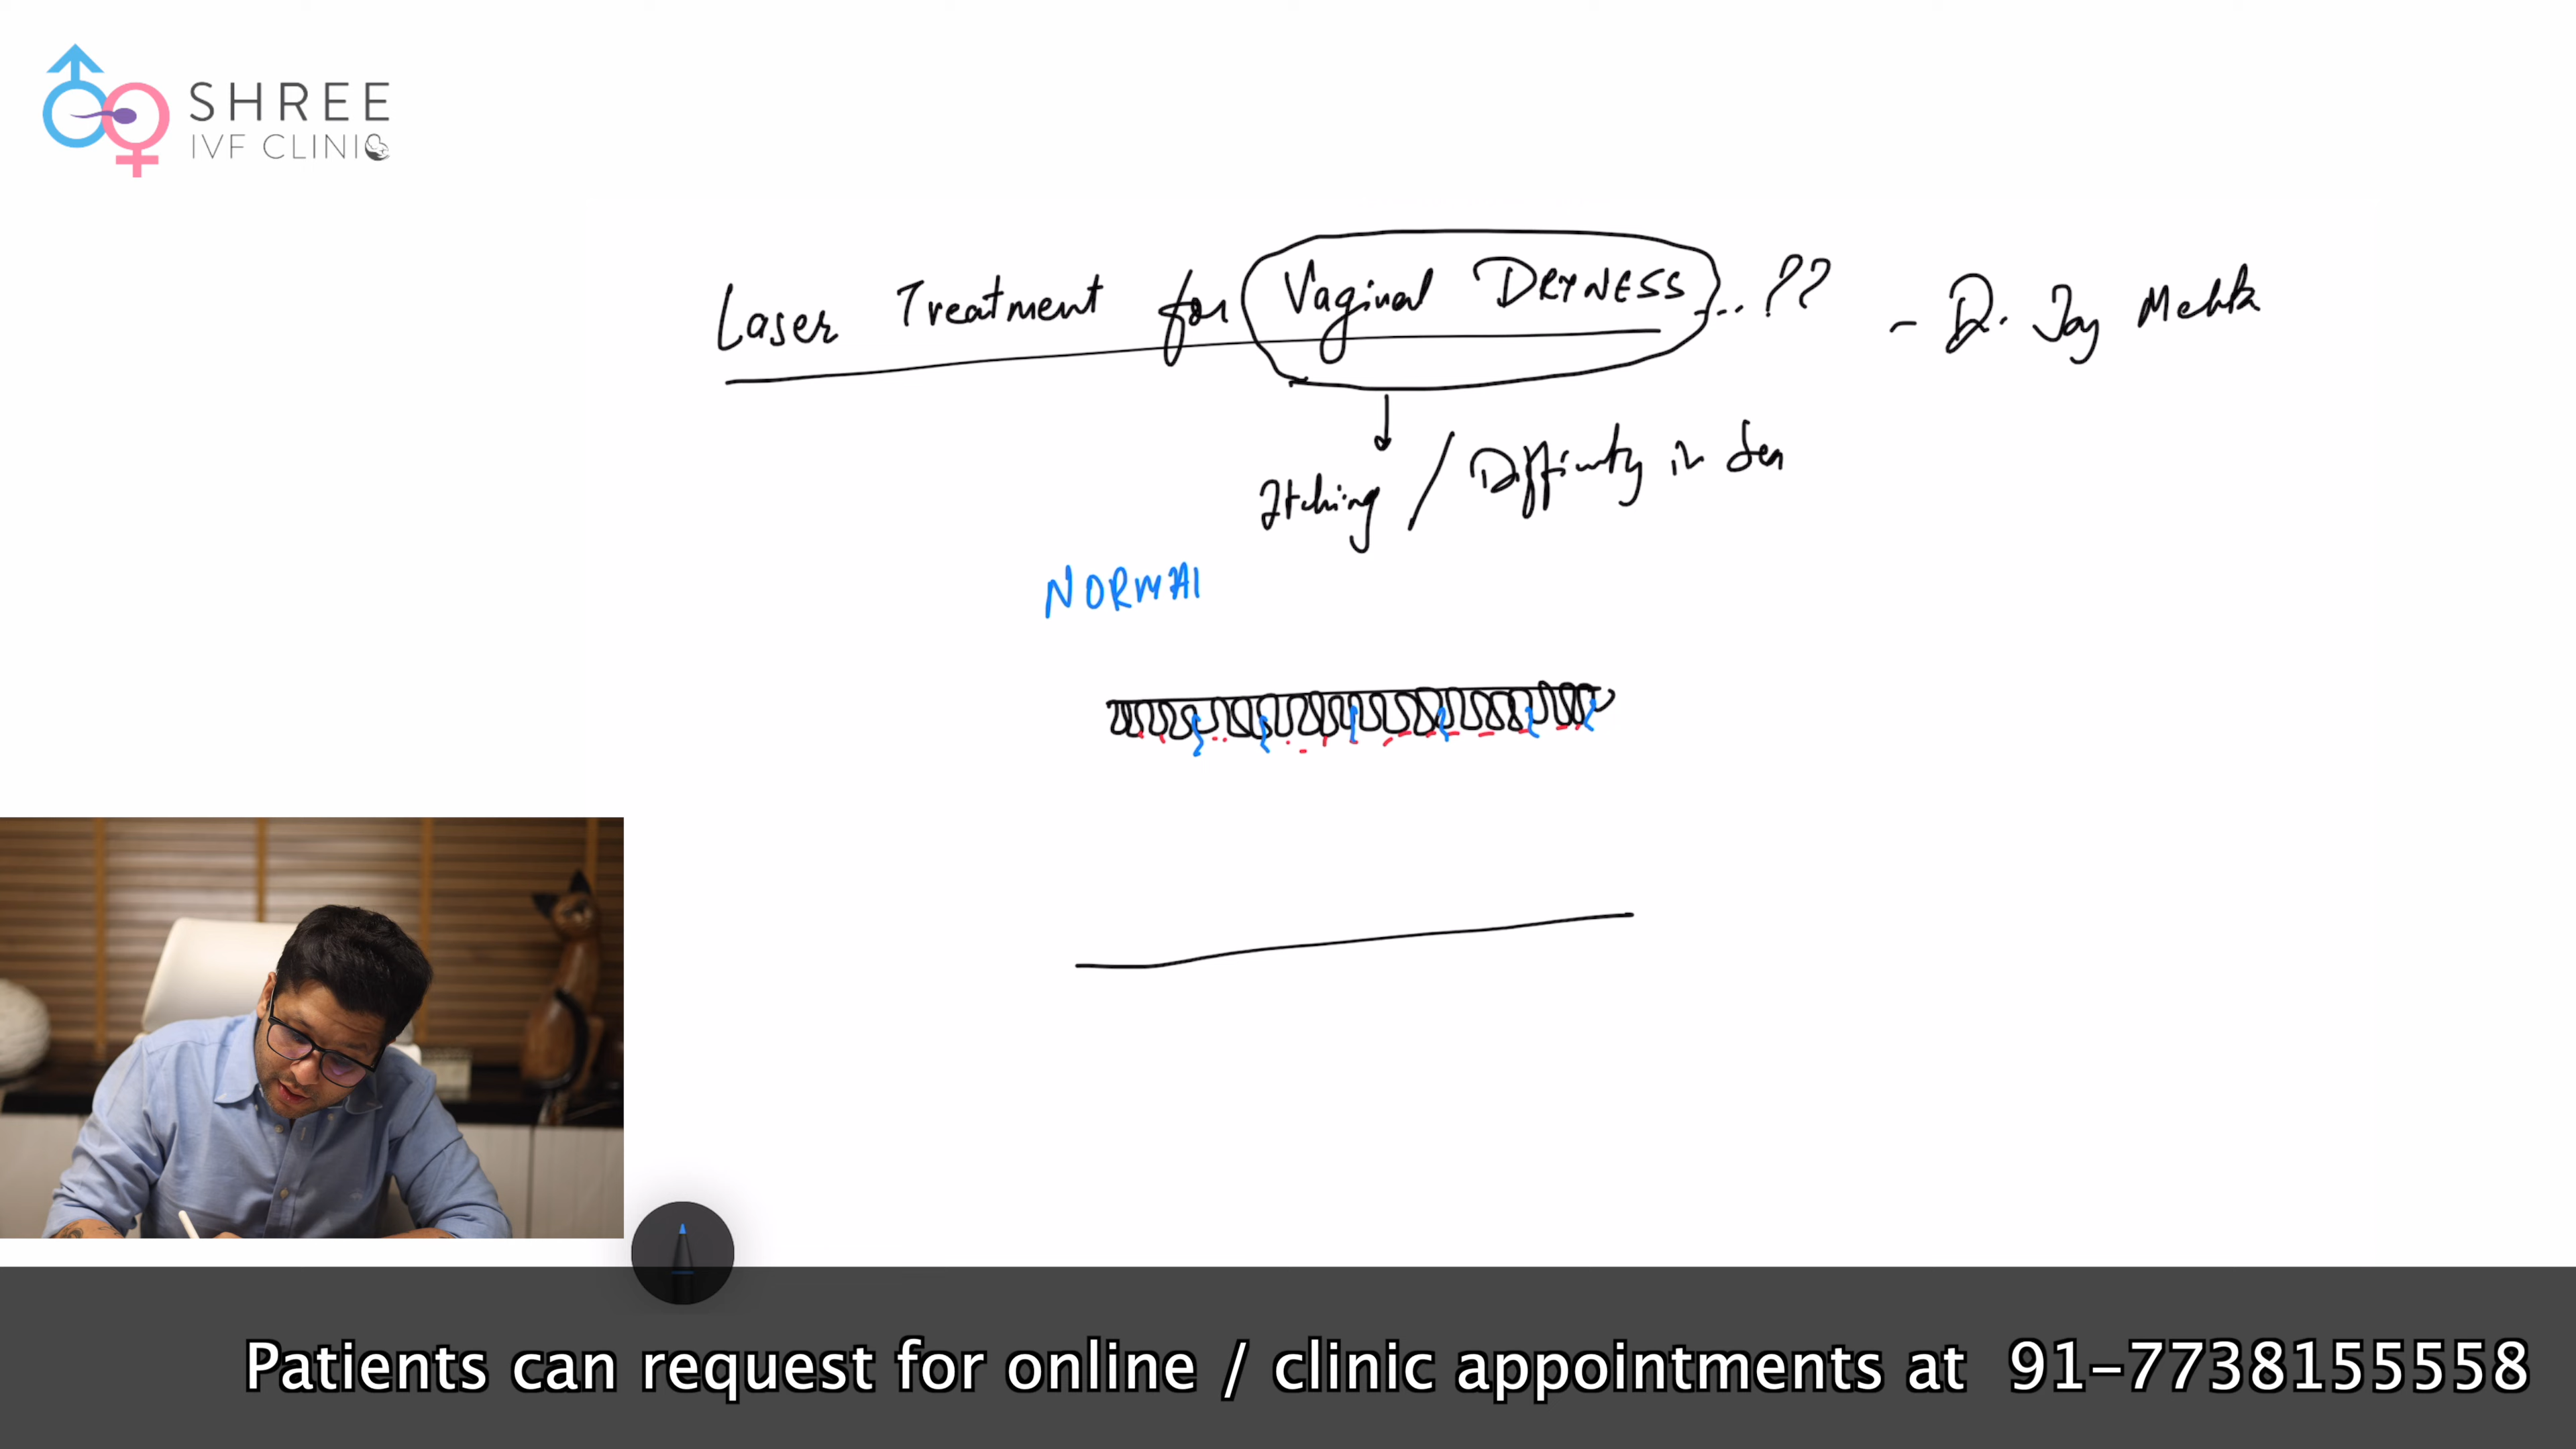 SHREE
IVF CLINIC
Laser Treatment for Vaginal DRYNESS...?? - Dr. Jay Mehta
Itching / Difficulty in Sex
NORMAL
Patients can request for online / clinic appointments at 91-7738155558